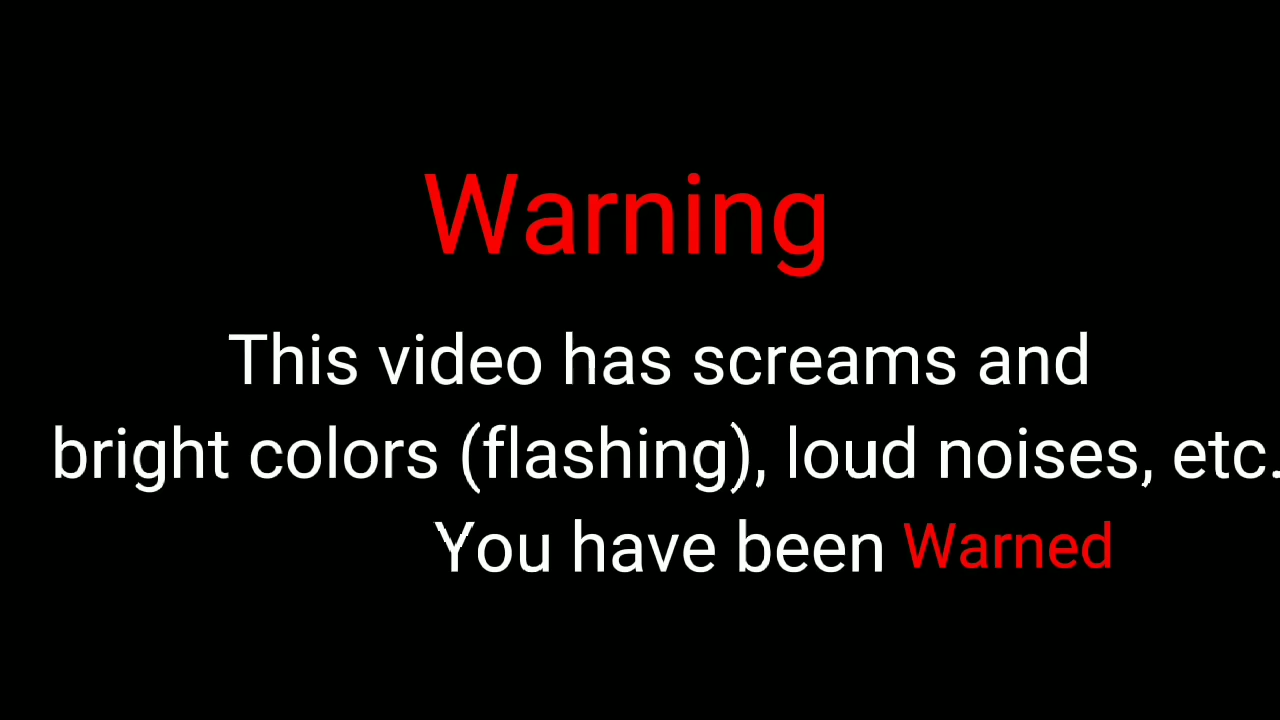 Warning
This video has screams and
bright colors (flashing), loud noises, etc.
You have been Warned